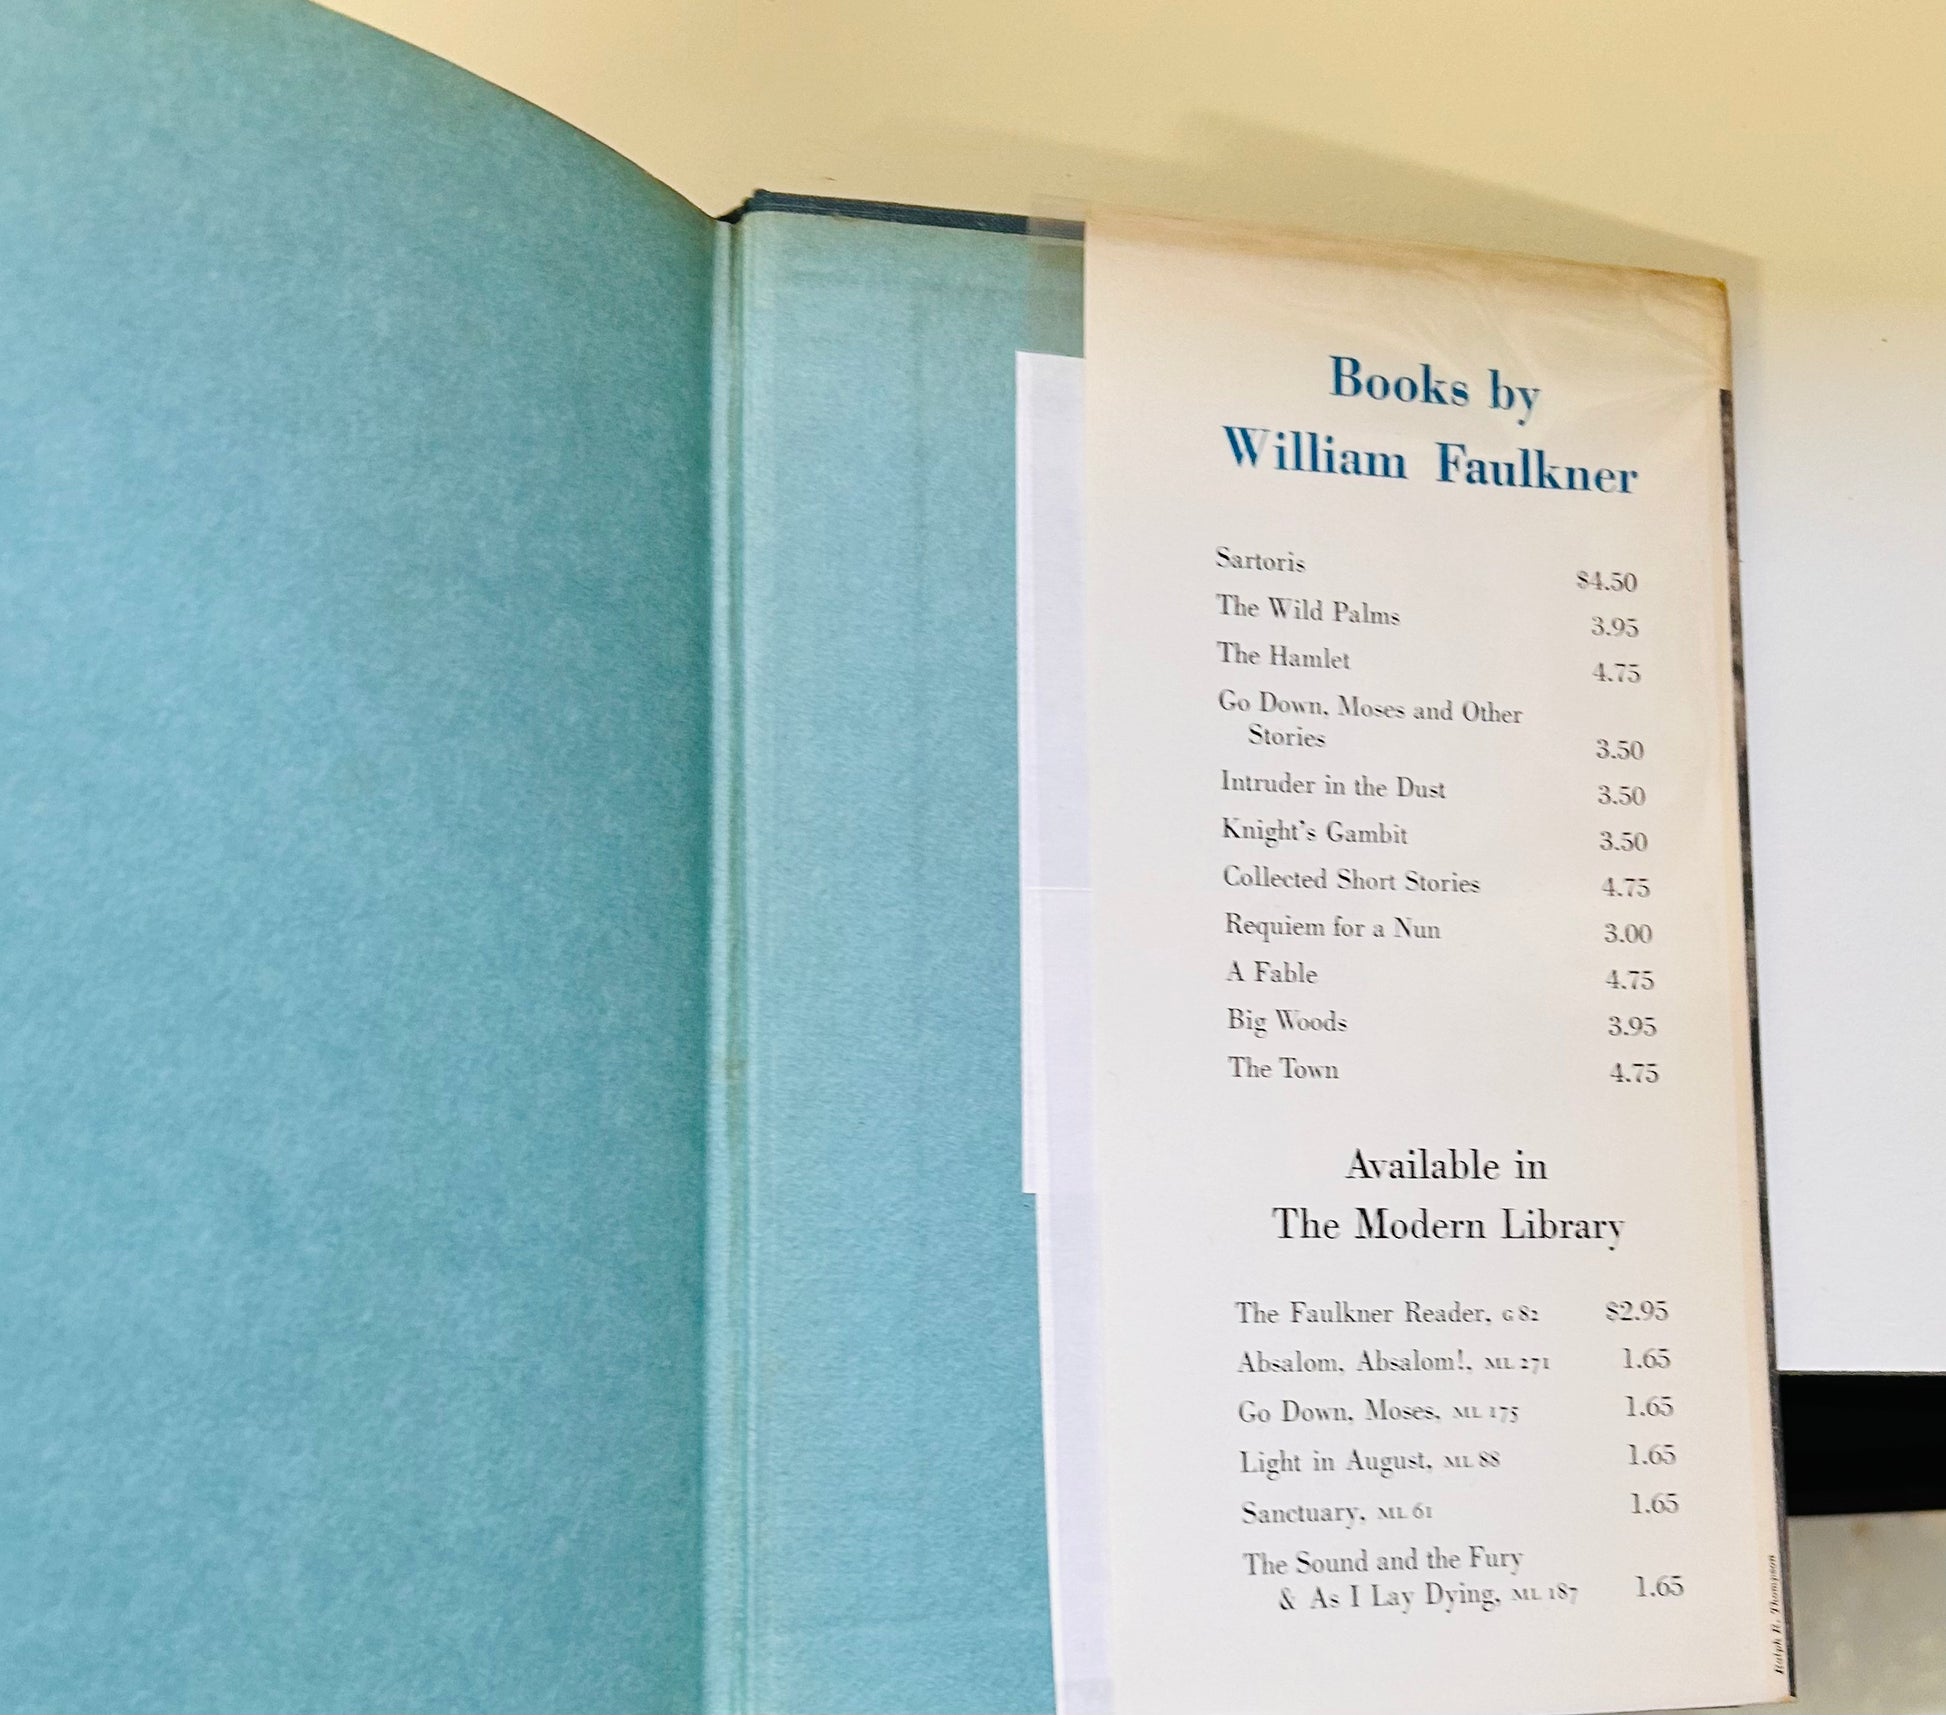 Books by
William Faulkner
Sartoris $4.50
The Wild Palms 3.95
The Hamlet 4.75
Go Down, Moses and Other
Stories 3.50
Intruder in the Dust 3.50
Knight's Gambit 3.50
Collected Short Stories 4.75
Requiem for a Nun 3.00
A Fable 4.75
Big Woods 3.95
The Town 4.75
Available in
The Modern Library
The Faulkner Reader, G 82 $2.95
Absalom, Absalom!, ML 271 1.65
Go Down, Moses, ML 175 1.65
Light in August, ML 88 1.65
Sanctuary, ML 61 1.65
The Sound and the Fury
& As I Lay Dying, ML 187 1.65
Ralph R. Thompson